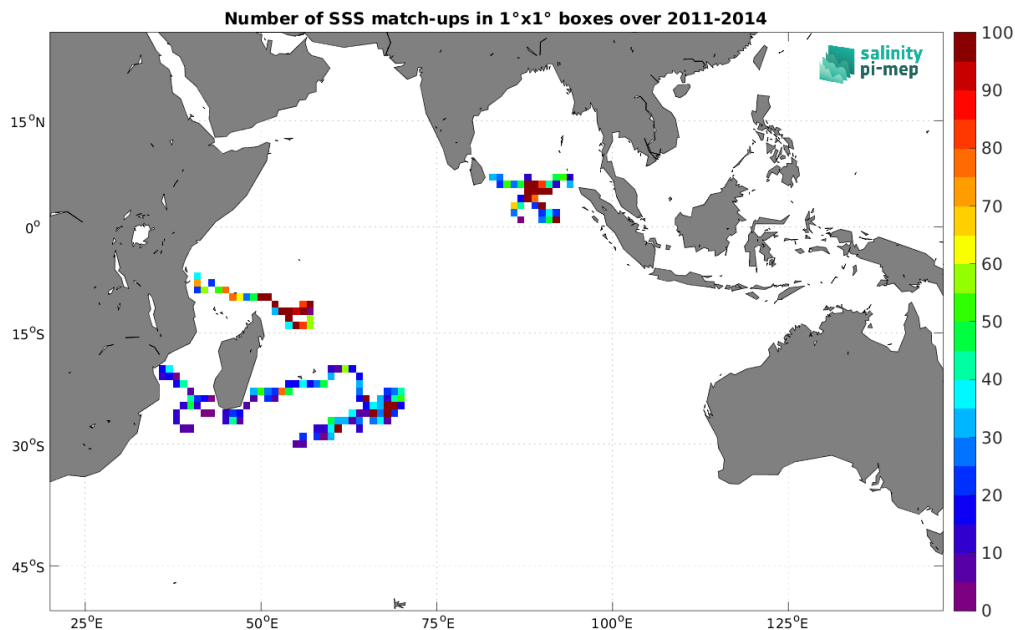 Number of SSS match-ups in 1°x1° boxes over 2011-2014
salinity
pi-mep
15°N
0°
15°S
30°S
45°S
25°E
50°E
75°E
100°E
125°E
100
90
80
70
60
50
40
30
20
10
0